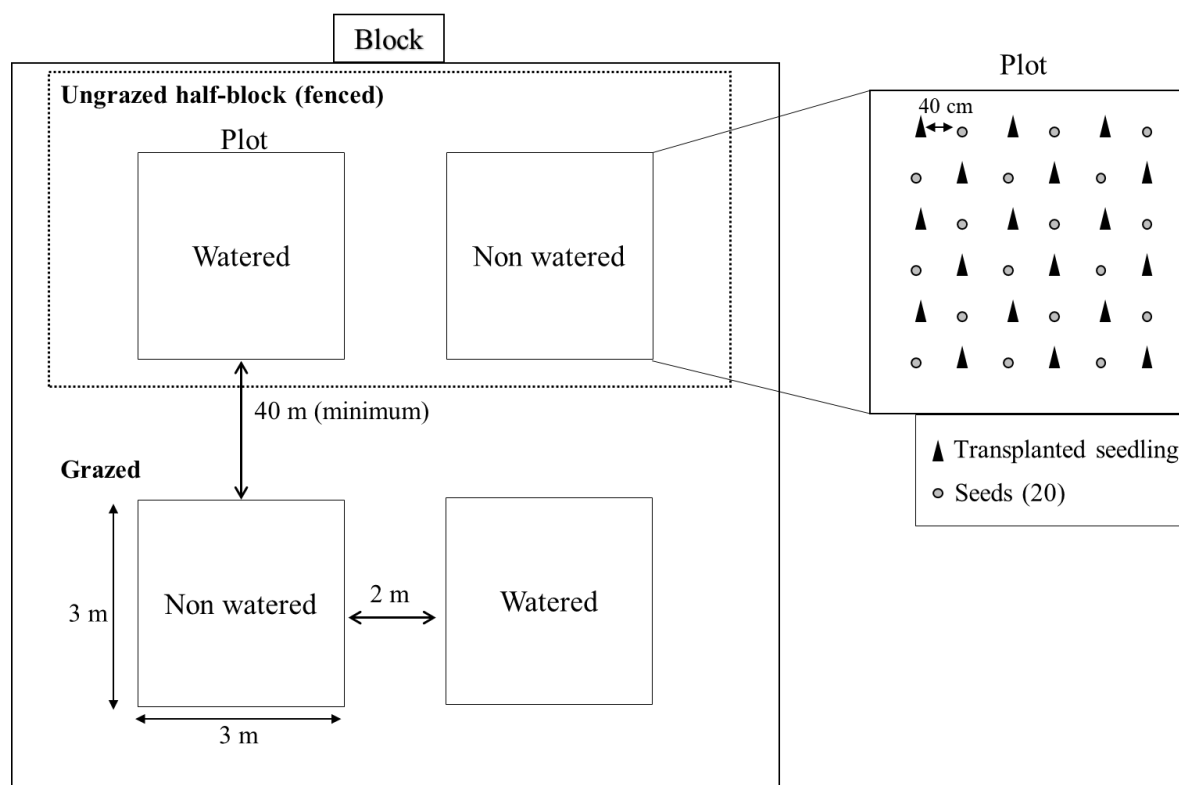 Block
Ungrazed half-block (fenced)
Plot
Watered
Non watered
40 m (minimum)
Grazed
3 m
Non watered
2 m
Watered
3 m
Plot
40 cm
Transplanted seedling
Seeds (20)